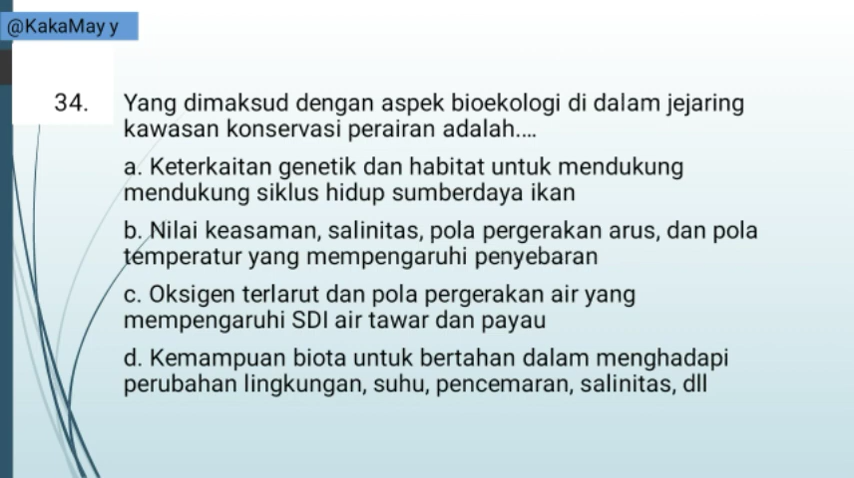 @KakaMay y
34. Yang dimaksud dengan aspek bioekologi di dalam jejaring
kawasan konservasi perairan adalah....
a. Keterkaitan genetik dan habitat untuk mendukung
mendukung siklus hidup sumberdaya ikan
b. Nilai keasaman, salinitas, pola pergerakan arus, dan pola
temperatur yang mempengaruhi penyebaran
c. Oksigen terlarut dan pola pergerakan air yang
mempengaruhi SDI air tawar dan payau
d. Kemampuan biota untuk bertahan dalam menghadapi
perubahan lingkungan, suhu, pencemaran, salinitas, dll